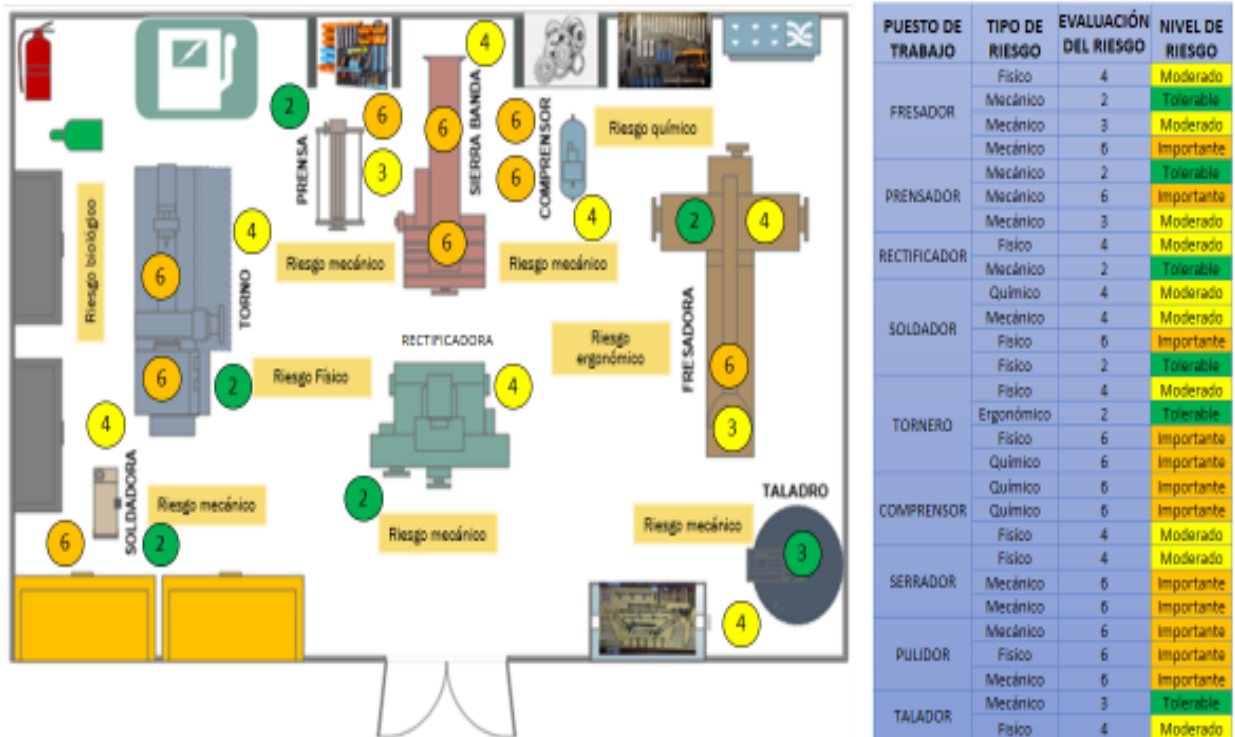 4
2
6
6
6
3
6
6
PRENSA
SIERRA BANDA
COMPRENSOR
Riesgo químico
Riesgo biológico
4
4
2
4
6
Riesgo mecánico
6
Riesgo mecánico
TORNO
RECTIFICADORA
Riesgo ergonómico
FRESADORA
6
2
Riesgo Físico
4
6
4
3
SOLDADORA
Riesgo mecánico
2
TALADRO
6
2
Riesgo mecánico
Riesgo mecánico
3
4
PUESTO DE TRABAJO TIPO DE RIESGO EVALUACIÓN DEL RIESGO NIVEL DE RIESGO
FRESADOR
Físico 4 Moderado
Mecánico 2 Tolerable
Mecánico 3 Moderado
Mecánico 6 Importante
PRENSADOR
Mecánico 2 Tolerable
Mecánico 6 Importante
Mecánico 3 Moderado
RECTIFICADOR
Físico 4 Moderado
Mecánico 2 Tolerable
SOLDADOR
Químico 4 Moderado
Mecánico 4 Moderado
Físico 6 Importante
Físico 2 Tolerable
TORNERO
Físico 4 Moderado
Ergonómico 2 Tolerable
Físico 6 Importante
Químico 6 Importante
COMPRENSOR
Químico 6 Importante
Químico 6 Importante
Físico 4 Moderado
SERRADOR
Físico 4 Moderado
Mecánico 6 Importante
Mecánico 6 Importante
PULIDOR
Mecánico 6 Importante
Físico 6 Importante
Mecánico 6 Importante
TALADOR
Mecánico 3 Tolerable
Físico 4 Moderado